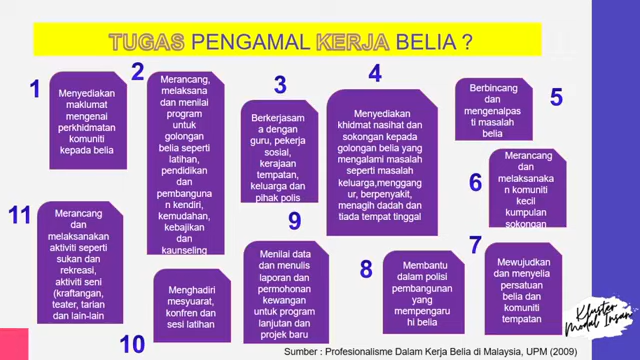 TUGAS PENGAMAL KERJA BELIA ?
1
Menyediakan
maklumat
mengenai
perkhidmatan
komuniti
kepada belia
2
Merancang,
melaksana
dan menilai
program
untuk
golongan
belia seperti
latihan,
pendidikan
dan
pembanguna
n kendiri,
kemudahan,
kebajikan
dan
kaunseling
3
Berkerjasam
a dengan
guru, pekerja
sosial,
kerajaan
tempatan,
keluarga dan
pihak polis
4
Menyediakan
khidmat nasihat dan
sokongan kepada
golongan belia yang
mengalami masalah
seperti masalah
keluarga,menggang
ur, berpenyakit,
menagih dadah dan
tiada tempat tinggal
5
Berbincang
dan
mengenalpas
ti masalah
belia
6
Merancang
dan
melaksanaka
n komuniti
kecil
kumpulan
sokongan
7
Mewujudkan
dan menyelia
persatuan
belia dan
komuniti
tempatan
8
Membantu
dalam polisi
pembangunan
yang
mempengaru
hi belia
9
Menilai data
dan menulis
laporan dan
permohonan
kewangan
untuk program
lanjutan dan
projek baru
10
Menghadiri
mesyuarat,
konfren dan
sesi latihan
11
Merancang
dan
melaksanakan
aktiviti seperti
sukan dan
rekreasi,
aktiviti seni
(kraftangan,
teater, tarian
dan lain-lain
Kluster
Modal Insan
Sumber : Profesionalisme Dalam Kerja Belia di Malaysia, UPM (2009)